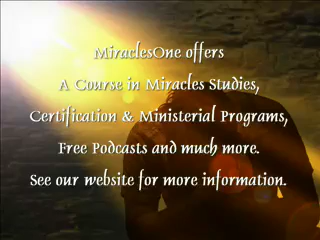 MiraclesOne offers
A Course in Miracles Studies,
Certification & Ministerial Programs,
Free Podcasts and much more.
See our website for more information.